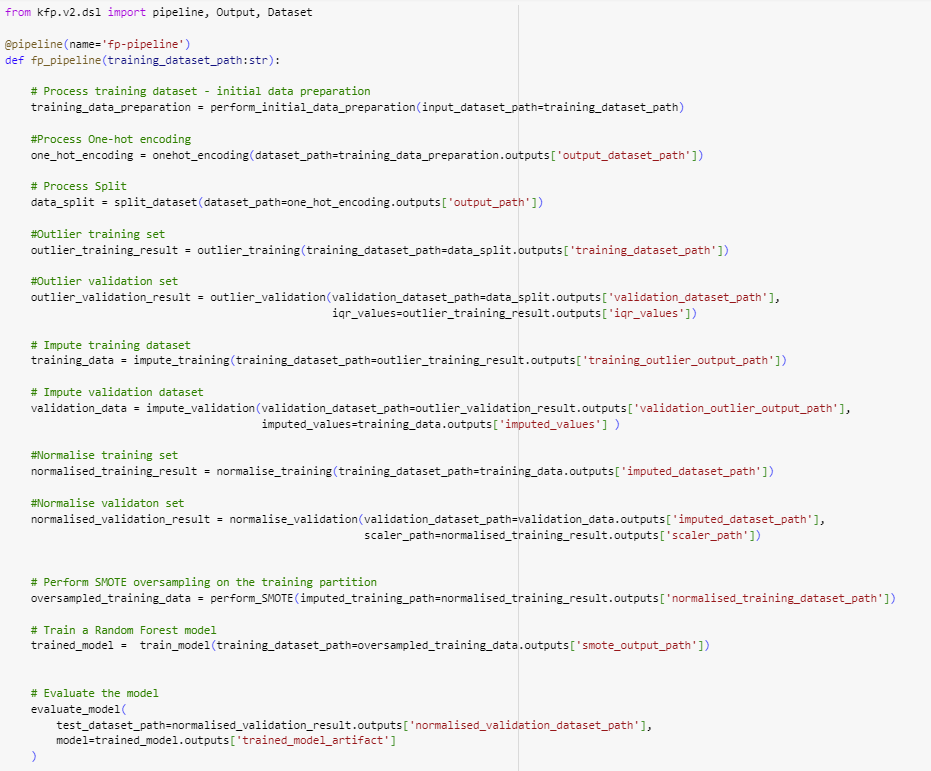 from kfp.v2.dsl import pipeline, Output, Dataset
@pipeline(name='fp-pipeline')
def fp_pipeline(training_dataset_path:str):
# Process training dataset - initial data preparation
training_data_preparation = perform_initial_data_preparation(input_dataset_path=training_dataset_path)
#Process One-hot encoding
one_hot_encoding = onehot_encoding(dataset_path=training_data_preparation.outputs['output_dataset_path'])
# Process Split
data_split = split_dataset(dataset_path=one_hot_encoding.outputs['output_path'])
#Outlier training set
outlier_training_result = outlier_training(training_dataset_path=data_split.outputs['training_dataset_path'])
#Outlier validation set
outlier_validation_result = outlier_validation(validation_dataset_path=data_split.outputs['validation_dataset_path'],
iqr_values=outlier_training_result.outputs['iqr_values'])
# Impute training dataset
training_data = impute_training(training_dataset_path=outlier_training_result.outputs['training_outlier_output_path'])
# Impute validation dataset
validation_data = impute_validation(validation_dataset_path=outlier_validation_result.outputs['validation_outlier_output_path'],
imputed_values=training_data.outputs['imputed_values'] )
#Normalise training set
normalised_training_result = normalise_training(training_dataset_path=training_data.outputs['imputed_dataset_path'])
#Normalise validaton set
normalised_validation_result = normalise_validation(validation_dataset_path=validation_data.outputs['imputed_dataset_path'],
scaler_path=normalised_training_result.outputs['scaler_path'])
# Perform SMOTE oversampling on the training partition
oversampled_training_data = perform_SMOTE(imputed_training_path=normalised_training_result.outputs['normalised_training_dataset_path'])
# Train a Random Forest model
trained_model =  train_model(training_dataset_path=oversampled_training_data.outputs['smote_output_path'])
# Evaluate the model
evaluate_model(
test_dataset_path=normalised_validation_result.outputs['normalised_validation_dataset_path'],
model=trained_model.outputs['trained_model_artifact']
)